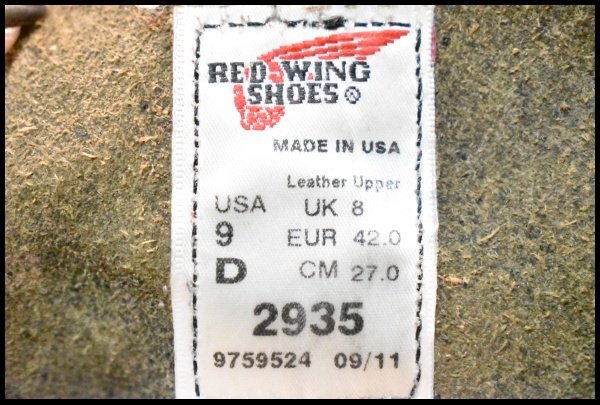 RED WING
SHOES®
MADE IN USA
Leather Upper
USA UK 8
9 EUR 42.0
D CM 27.0
2935
9759524 09/11